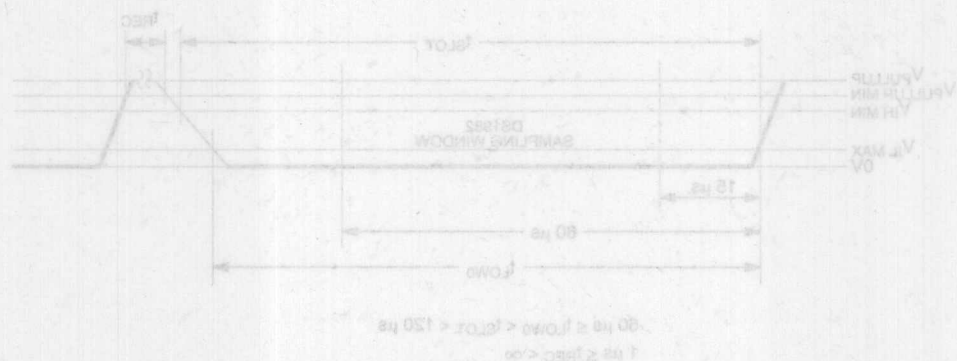 tREC
tSLOT
VPULLUP
VPULLUP MIN
VIH MIN
DS1982
SAMPLING WINDOW
VIL MAX
0V
15 µs
60 µs
tLOW0
60 µs ≤ tLOW0 < tSLOT < 120 µs
1 µs ≤ tREC < ∞